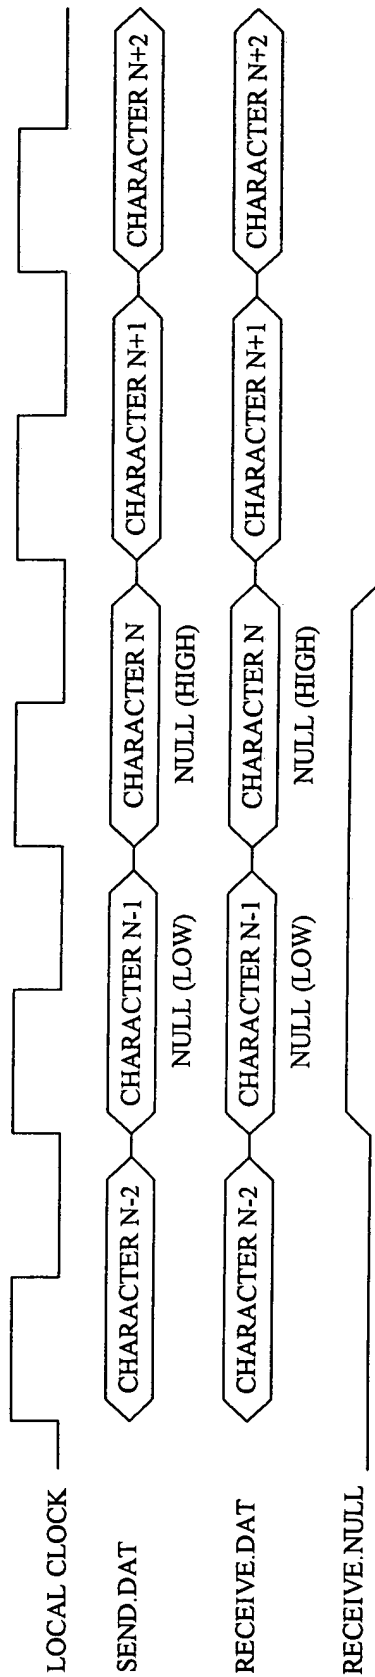 LOCAL CLOCK
SEND.DAT
CHARACTER N-2
CHARACTER N-1
CHARACTER N
CHARACTER N+1
CHARACTER N+2
NULL (LOW)
NULL (HIGH)
RECEIVE.DAT
CHARACTER N-2
CHARACTER N-1
CHARACTER N
CHARACTER N+1
CHARACTER N+2
NULL (LOW)
NULL (HIGH)
RECEIVE.NULL